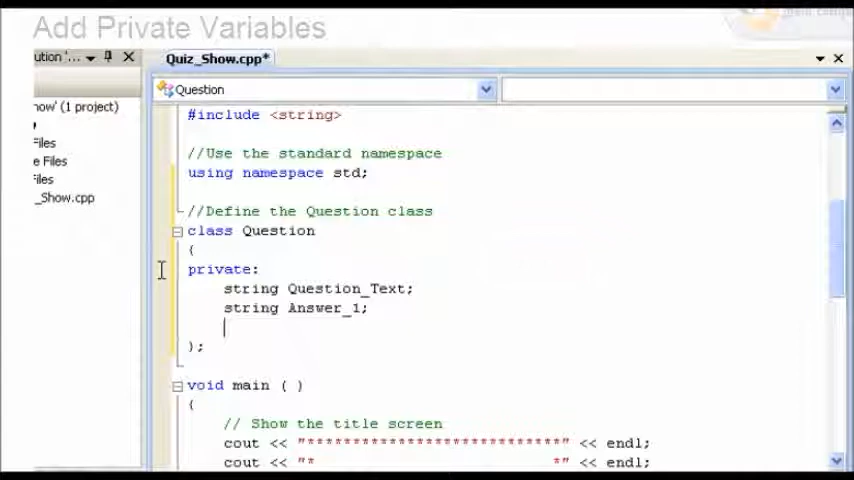 Add Private Variables
ution '...
Quiz_Show.cpp*
Question
how' (1 project)
Files
e Files
Files
_Show.cpp
#include <string>
//Use the standard namespace
using namespace std;
//Define the Question class
class Question
{
private:
string Question_Text;
string Answer_1;
};
void main ( )
{
// Show the title screen
cout << "****************************" << endl;
cout << "*                          *" << endl;